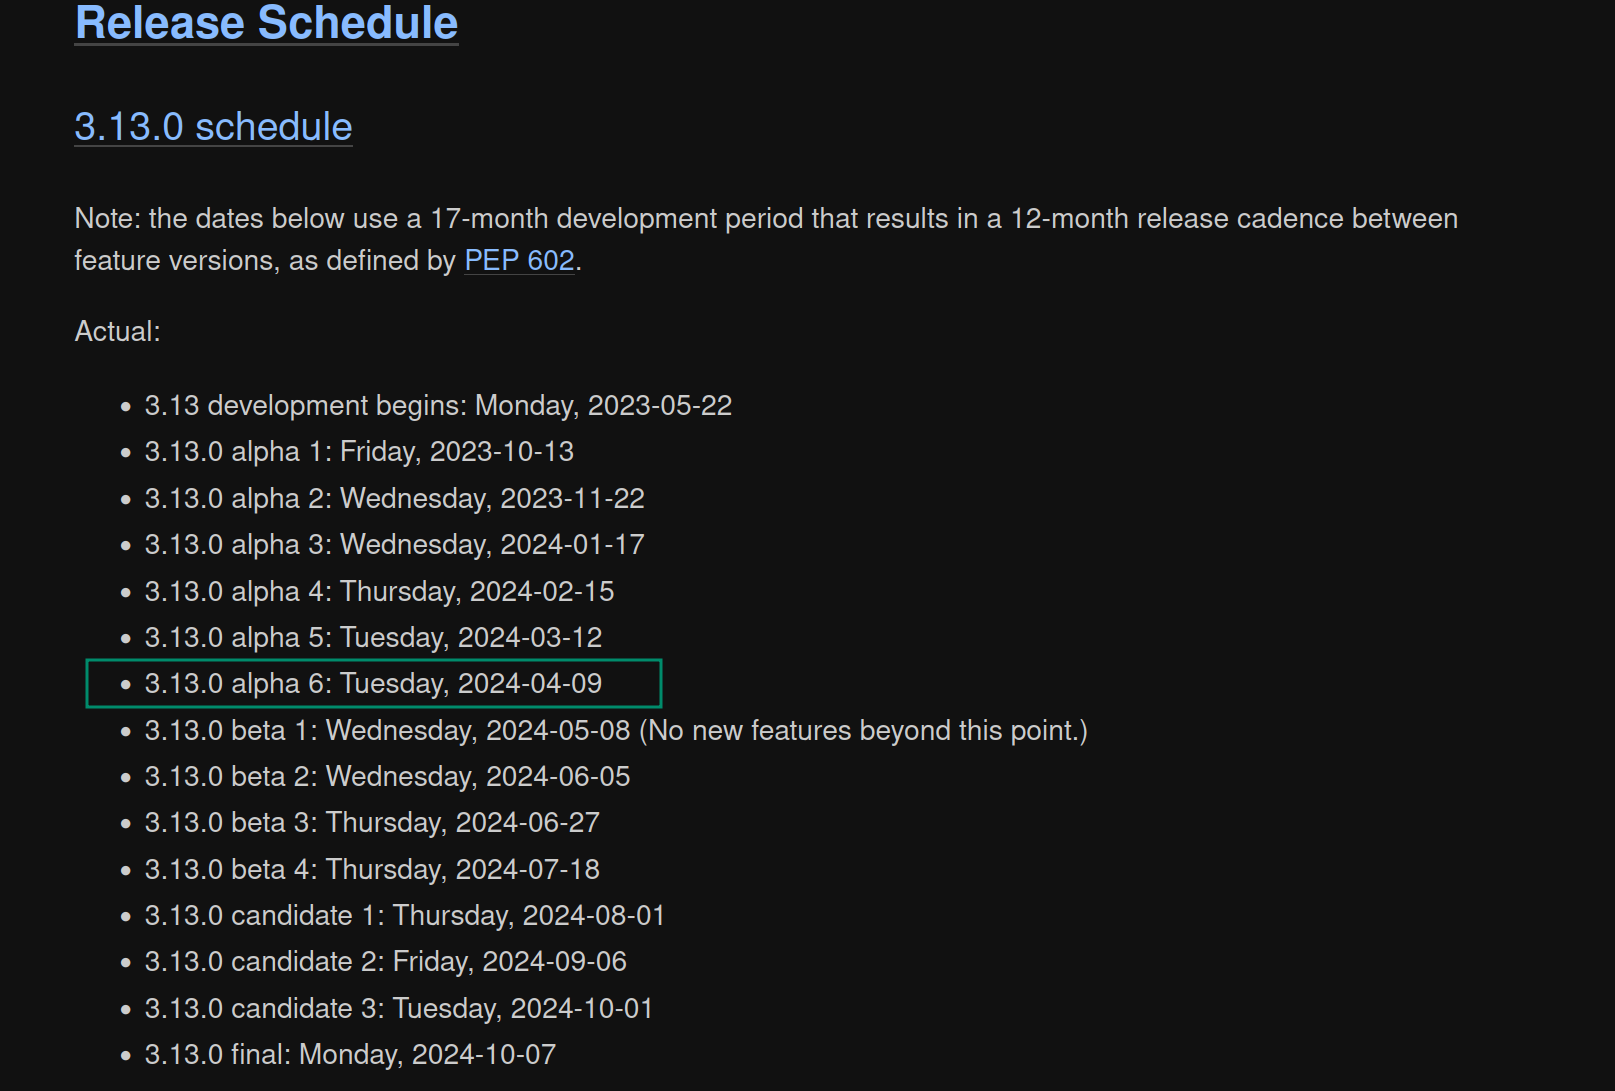 Release Schedule
3.13.0 schedule
Note: the dates below use a 17-month development period that results in a 12-month release cadence between
feature versions, as defined by PEP 602.
Actual:
• 3.13 development begins: Monday, 2023-05-22
• 3.13.0 alpha 1: Friday, 2023-10-13
• 3.13.0 alpha 2: Wednesday, 2023-11-22
• 3.13.0 alpha 3: Wednesday, 2024-01-17
• 3.13.0 alpha 4: Thursday, 2024-02-15
• 3.13.0 alpha 5: Tuesday, 2024-03-12
• 3.13.0 alpha 6: Tuesday, 2024-04-09
• 3.13.0 beta 1: Wednesday, 2024-05-08 (No new features beyond this point.)
• 3.13.0 beta 2: Wednesday, 2024-06-05
• 3.13.0 beta 3: Thursday, 2024-06-27
• 3.13.0 beta 4: Thursday, 2024-07-18
• 3.13.0 candidate 1: Thursday, 2024-08-01
• 3.13.0 candidate 2: Friday, 2024-09-06
• 3.13.0 candidate 3: Tuesday, 2024-10-01
• 3.13.0 final: Monday, 2024-10-07